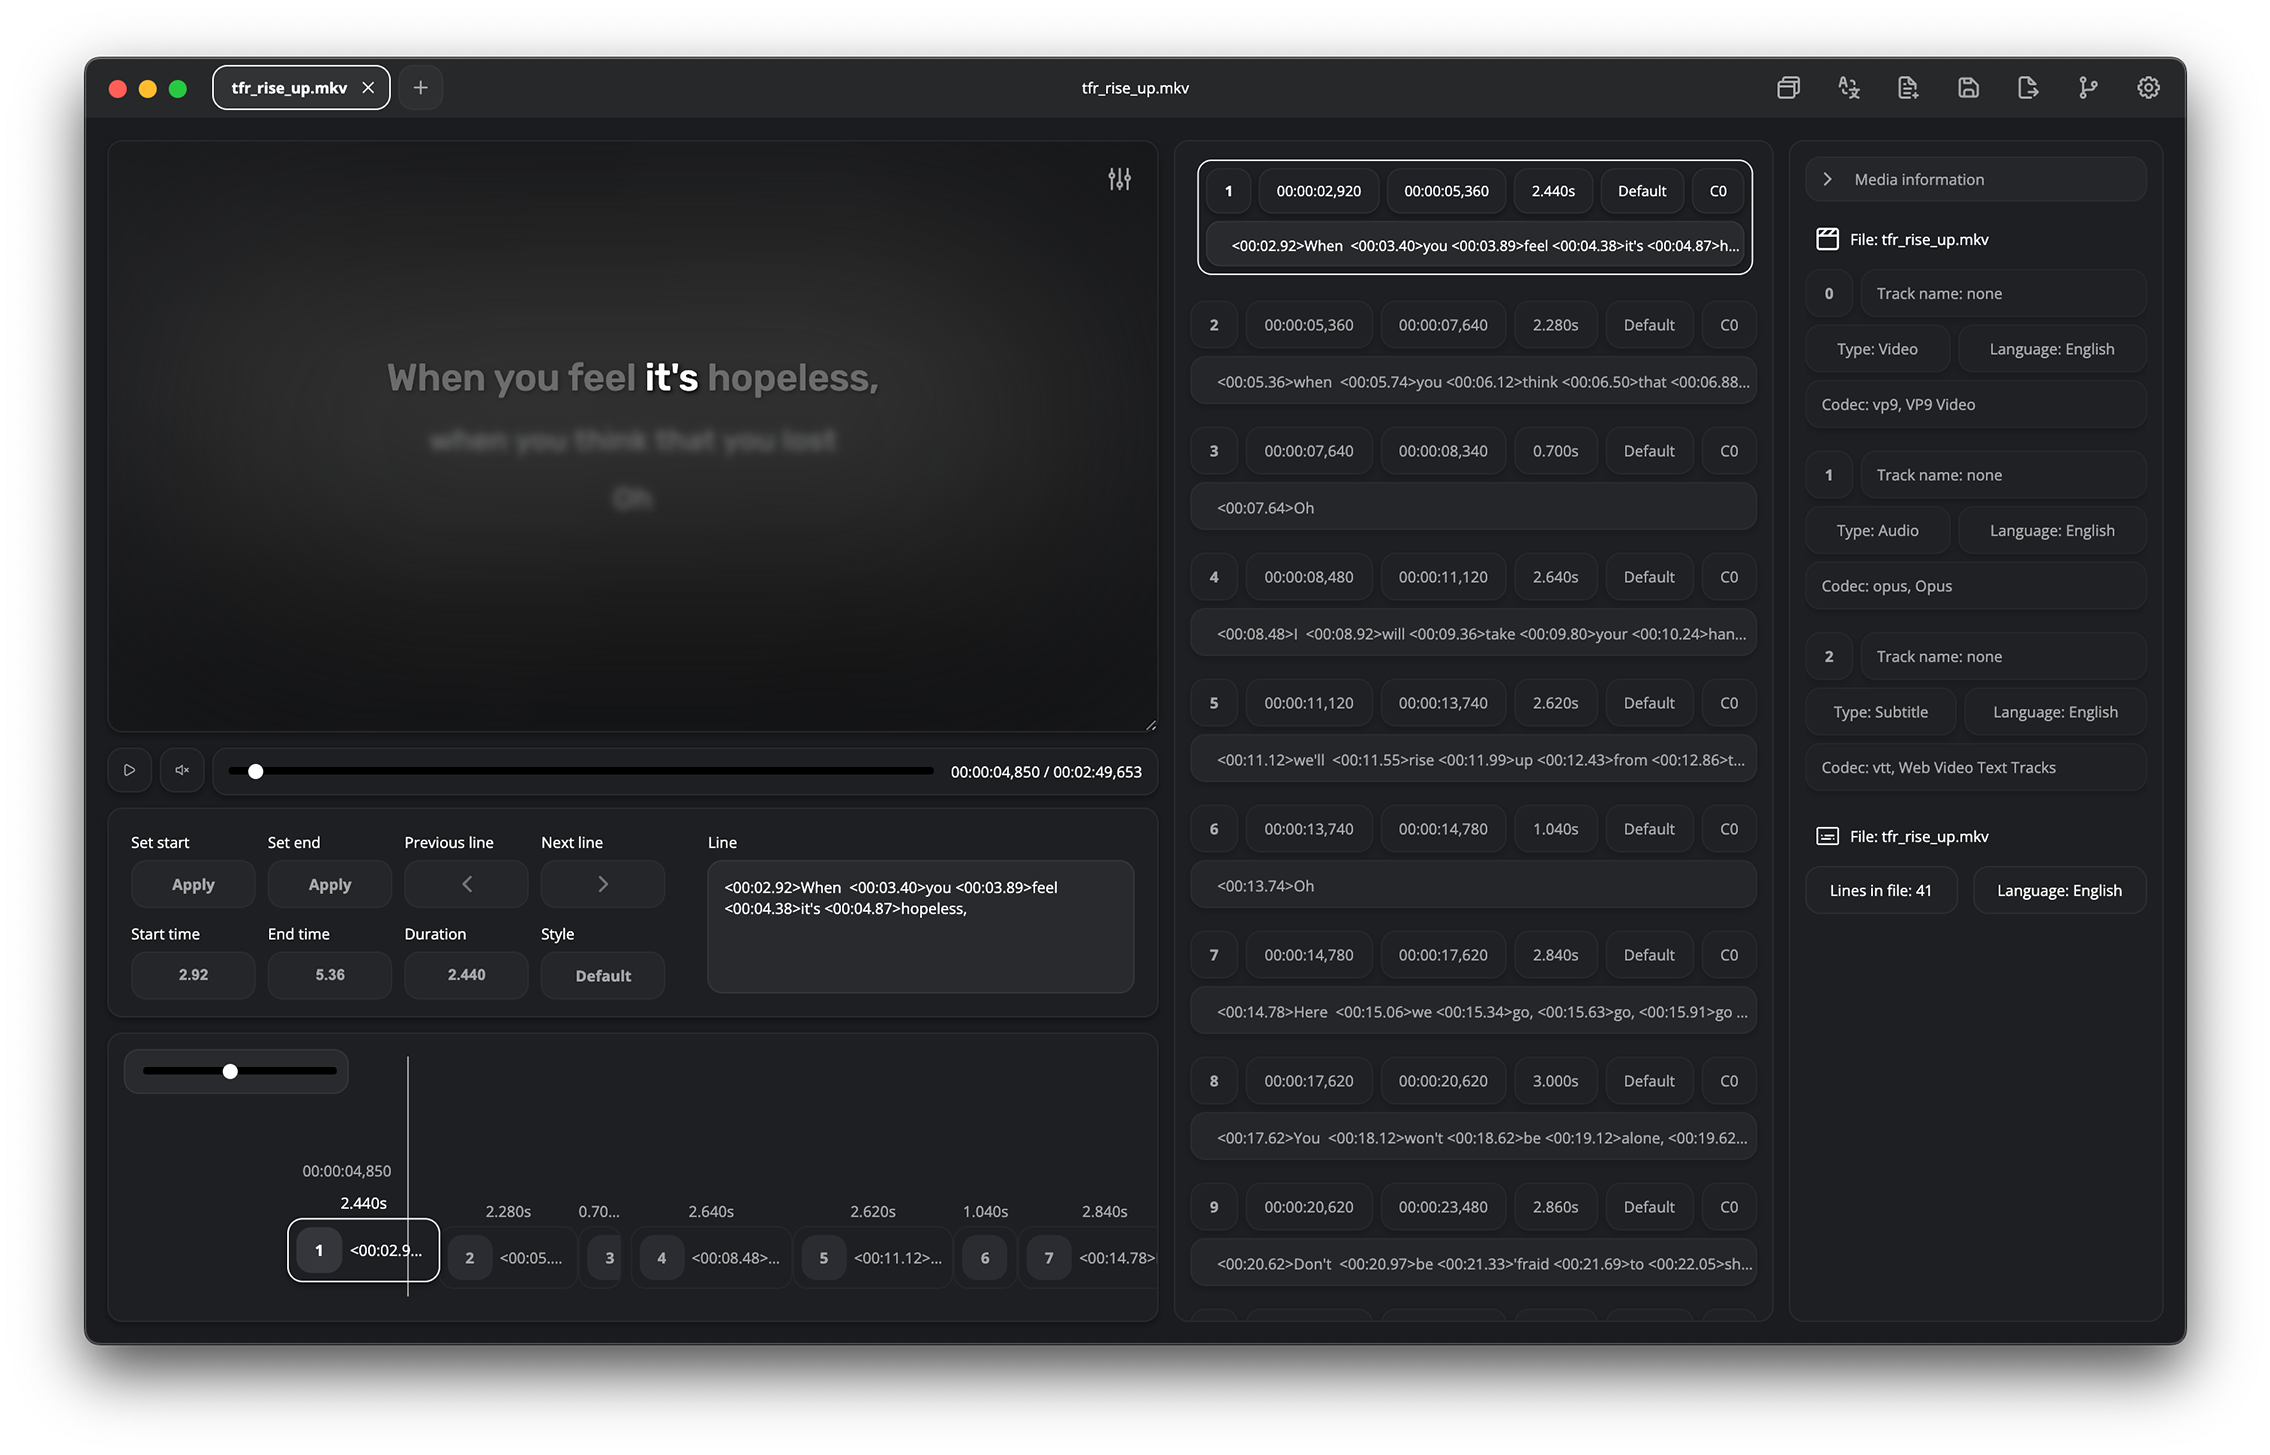 tfr_rise_up.mkv
tfr_rise_up.mkv
When you feel it's hopeless,
when you think that you lost
Oh
00:00:04,850 / 00:02:49,653
Set start
Set end
Previous line
Next line
Line
Apply
Apply
<00:02.92>When  <00:03.40>you <00:03.89>feel
<00:04.38>it's <00:04.87>hopeless,
Start time
End time
Duration
Style
2.92
5.36
2.440
Default
00:00:04,850
2.440s
2.280s
0.70...
2.640s
2.620s
1.040s
2.840s
1 <00:02.9...
2 <00:05....
3
4 <00:08.48>...
5 <00:11.12>...
6
7 <00:14.78>
1 00:00:02,920 00:00:05,360 2.440s Default C0
<00:02.92>When  <00:03.40>you <00:03.89>feel <00:04.38>it's <00:04.87>h...
2 00:00:05,360 00:00:07,640 2.280s Default C0
<00:05.36>when  <00:05.74>you <00:06.12>think <00:06.50>that <00:06.88...
3 00:00:07,640 00:00:08,340 0.700s Default C0
<00:07.64>Oh
4 00:00:08,480 00:00:11,120 2.640s Default C0
<00:08.48>I  <00:08.92>will <00:09.36>take <00:09.80>your <00:10.24>han...
5 00:00:11,120 00:00:13,740 2.620s Default C0
<00:11.12>we'll  <00:11.55>rise <00:11.99>up <00:12.43>from <00:12.86>t...
6 00:00:13,740 00:00:14,780 1.040s Default C0
<00:13.74>Oh
7 00:00:14,780 00:00:17,620 2.840s Default C0
<00:14.78>Here  <00:15.06>we <00:15.34>go, <00:15.63>go, <00:15.91>go ...
8 00:00:17,620 00:00:20,620 3.000s Default C0
<00:17.62>You  <00:18.12>won't <00:18.62>be <00:19.12>alone, <00:19.62...
9 00:00:20,620 00:00:23,480 2.860s Default C0
<00:20.62>Don't  <00:20.97>be <00:21.33>'fraid <00:21.69>to <00:22.05>sh...
Media information
File: tfr_rise_up.mkv
0 Track name: none
Type: Video Language: English
Codec: vp9, VP9 Video
1 Track name: none
Type: Audio Language: English
Codec: opus, Opus
2 Track name: none
Type: Subtitle Language: English
Codec: vtt, Web Video Text Tracks
File: tfr_rise_up.mkv
Lines in file: 41 Language: English